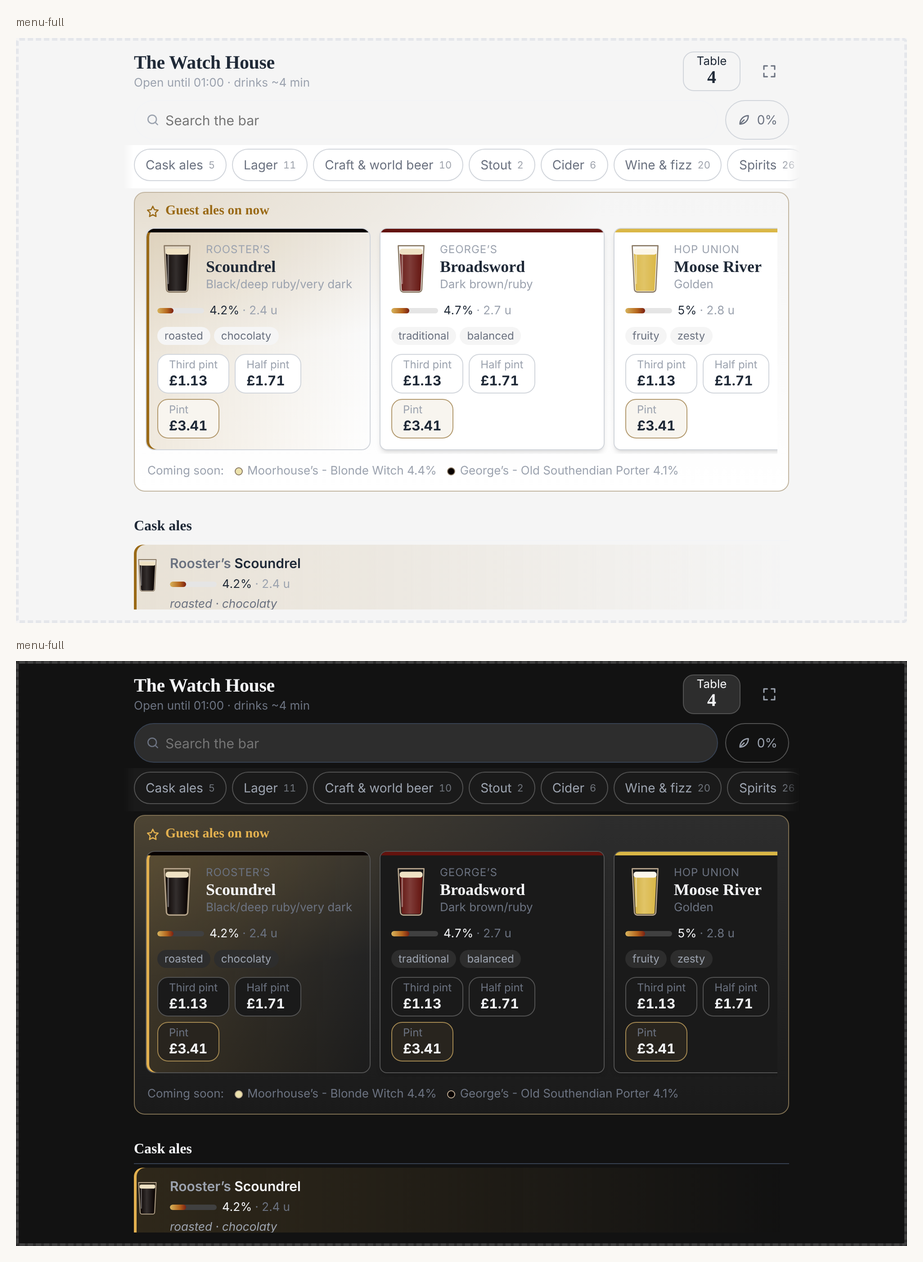 menu-full
The Watch House
Open until 01:00 · drinks ~4 min
Table
4
Search the bar
0%
Cask ales 5
Lager 11
Craft & world beer 10
Stout 2
Cider 6
Wine & fizz 20
Spirits 26
Guest ales on now
ROOSTER'S
Scoundrel
Black/deep ruby/very dark
4.2% · 2.4 u
roasted
chocolaty
Third pint
£1.13
Half pint
£1.71
Pint
£3.41
GEORGE'S
Broadsword
Dark brown/ruby
4.7% · 2.7 u
traditional
balanced
Third pint
£1.13
Half pint
£1.71
Pint
£3.41
HOP UNION
Moose River
Golden
5% · 2.8 u
fruity
zesty
Third pint
£1.13
Half pint
£1.71
Pint
£3.41
Coming soon: Moorhouse's - Blonde Witch 4.4% George's - Old Southendian Porter 4.1%
Cask ales
Rooster's Scoundrel
4.2% · 2.4 u
roasted · chocolaty
menu-full
The Watch House
Open until 01:00 · drinks ~4 min
Table
4
Search the bar
0%
Cask ales 5
Lager 11
Craft & world beer 10
Stout 2
Cider 6
Wine & fizz 20
Spirits 26
Guest ales on now
ROOSTER'S
Scoundrel
Black/deep ruby/very dark
4.2% · 2.4 u
roasted
chocolaty
Third pint
£1.13
Half pint
£1.71
Pint
£3.41
GEORGE'S
Broadsword
Dark brown/ruby
4.7% · 2.7 u
traditional
balanced
Third pint
£1.13
Half pint
£1.71
Pint
£3.41
HOP UNION
Moose River
Golden
5% · 2.8 u
fruity
zesty
Third pint
£1.13
Half pint
£1.71
Pint
£3.41
Coming soon: Moorhouse's - Blonde Witch 4.4% George's - Old Southendian Porter 4.1%
Cask ales
Rooster's Scoundrel
4.2% · 2.4 u
roasted · chocolaty